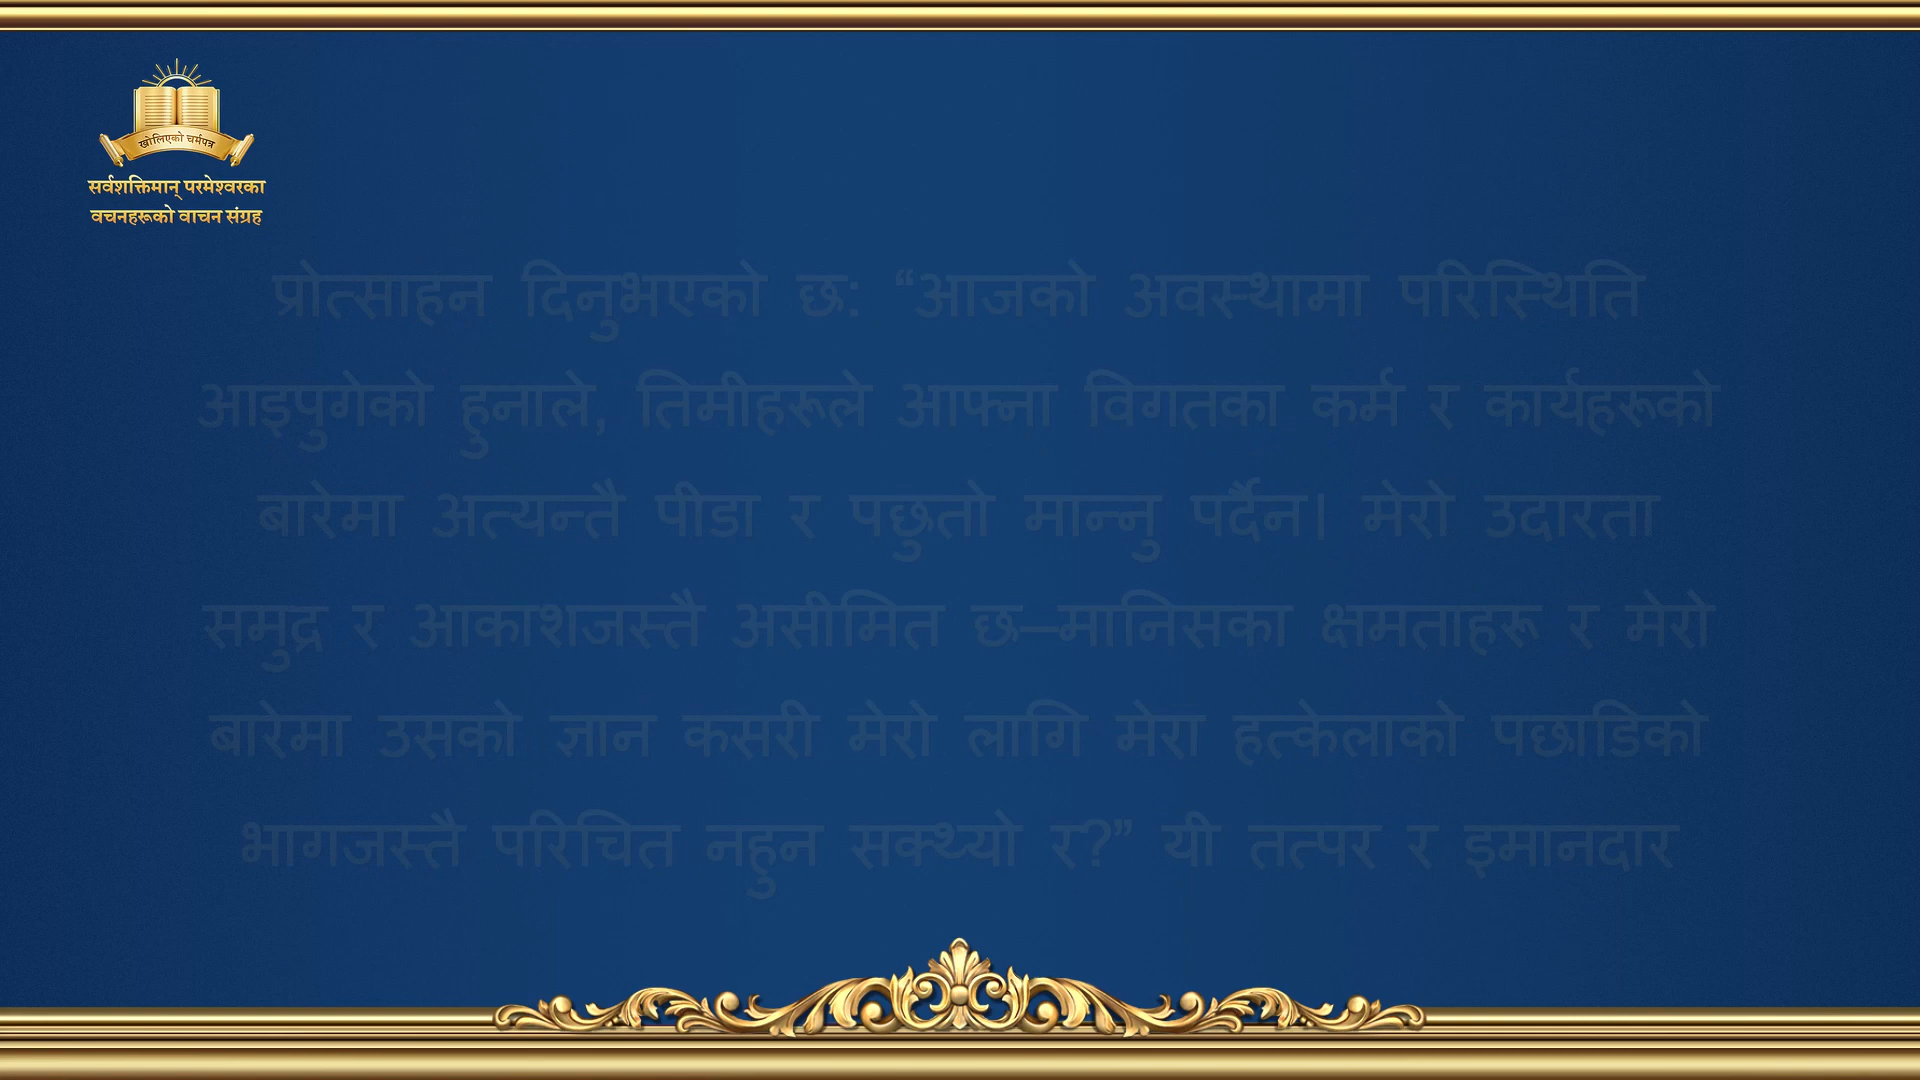 खोलिएको चर्मपत्र
सर्वशक्तिमान् परमेश्वरका
वचनहरूको वाचन संग्रह
प्रोत्साहन दिनुभएको छ: “आजको अवस्थामा परिस्थिति
आइपुगेको हुनाले, तिमीहरूले आफ्ना विगतका कर्म र कार्यहरूको
बारेमा अत्यन्तै पीडा र पछुतो मान्नु पर्दैन। मेरो उदारता
समुद्र र आकाशजस्तै असीमित छ—मानिसका क्षमताहरू र मेरो
बारेमा उसको ज्ञान कसरी मेरो लागि मेरा हत्केलाको पछाडिको
भागजस्तै परिचित नहुन सक्थ्यो र?” यी तत्पर र इमानदार